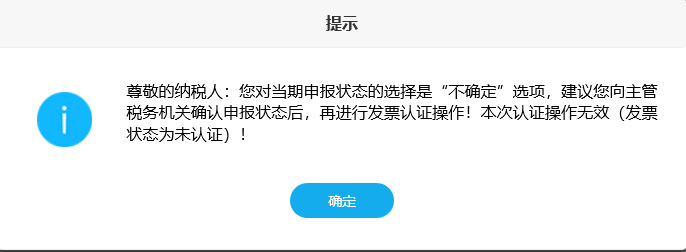 提示
尊敬的纳税人：您对当期申报状态的选择是“不确定”选项，建议您向主管
税务机关确认申报状态后，再进行发票认证操作！本次认证操作无效（发票
状态为未认证）！
确定